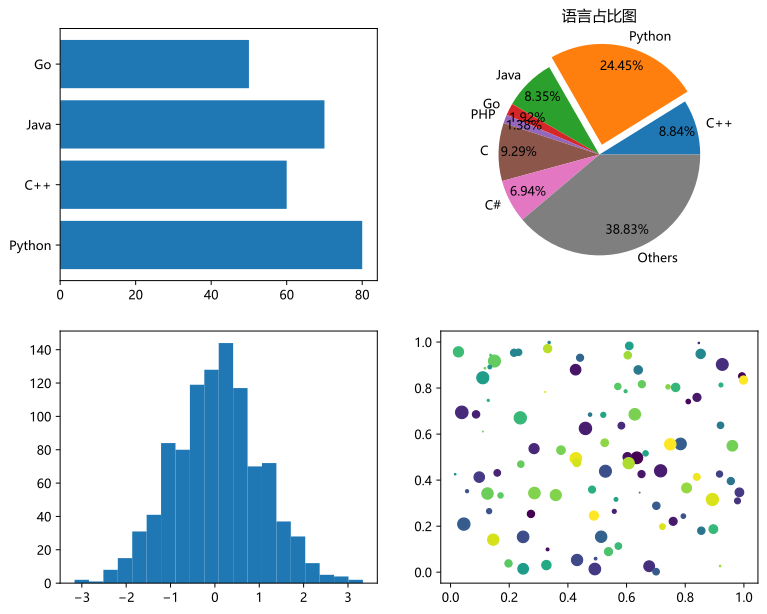 Go
Java
C++
Python
0 20 40 60 80
语言占比图
Python
24.45%
Java
8.35%
Go
1.92%
PHP
1.38%
C++
8.84%
C
9.29%
C#
6.94%
38.83%
Others
140
120
100
80
60
40
20
0
−3 −2 −1 0 1 2 3
1.0
0.8
0.6
0.4
0.2
0.0
0.0 0.2 0.4 0.6 0.8 1.0